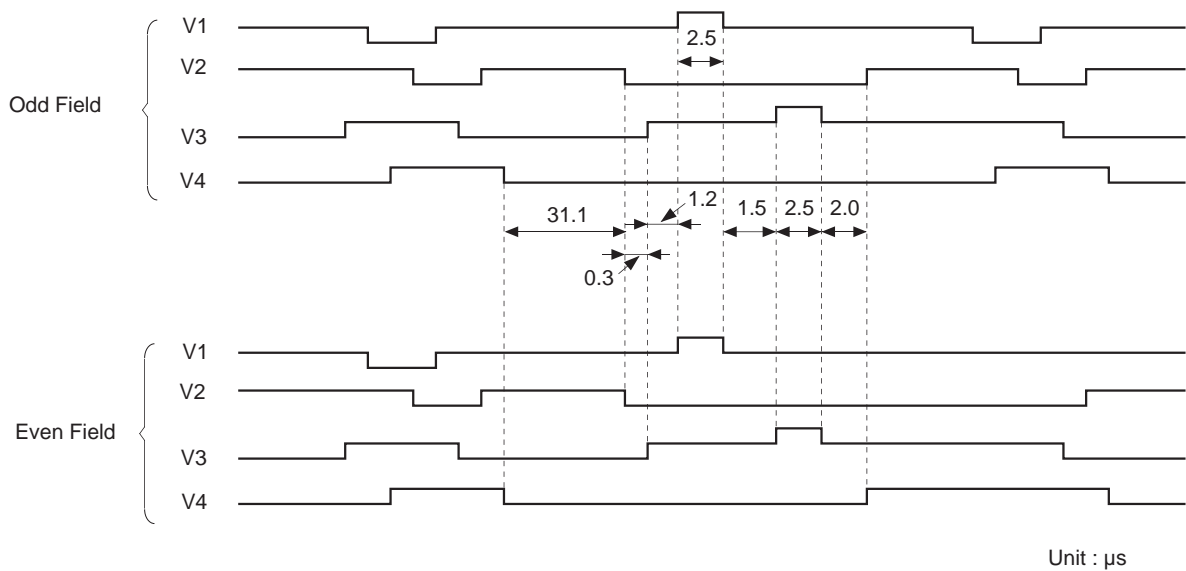 V1
2.5
V2
Odd Field
V3
V4
1.2
31.1
1.5 2.5 2.0
0.3
V1
V2
Even Field
V3
V4
Unit : μs